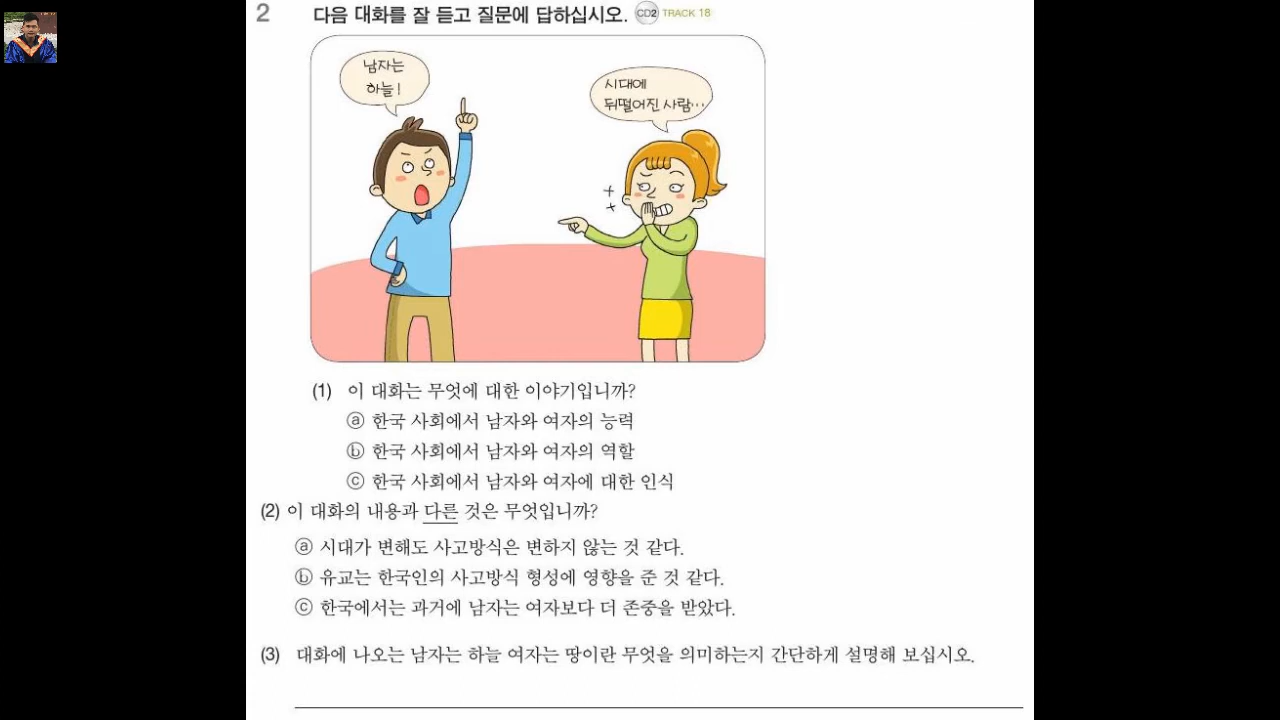 2 다음 대화를 잘 듣고 질문에 답하십시오. CD2 TRACK 18
남자는
하늘!
시대에
뒤떨어진 사람…
(1) 이 대화는 무엇에 대한 이야기입니까?
ⓐ 한국 사회에서 남자와 여자의 능력
ⓑ 한국 사회에서 남자와 여자의 역할
ⓒ 한국 사회에서 남자와 여자에 대한 인식
(2) 이 대화의 내용과 다른 것은 무엇입니까?
ⓐ 시대가 변해도 사고방식은 변하지 않는 것 같다.
ⓑ 유교는 한국인의 사고방식 형성에 영향을 준 것 같다.
ⓒ 한국에서는 과거에 남자는 여자보다 더 존중을 받았다.
(3) 대화에 나오는 남자는 하늘 여자는 땅이란 무엇을 의미하는지 간단하게 설명해 보십시오.